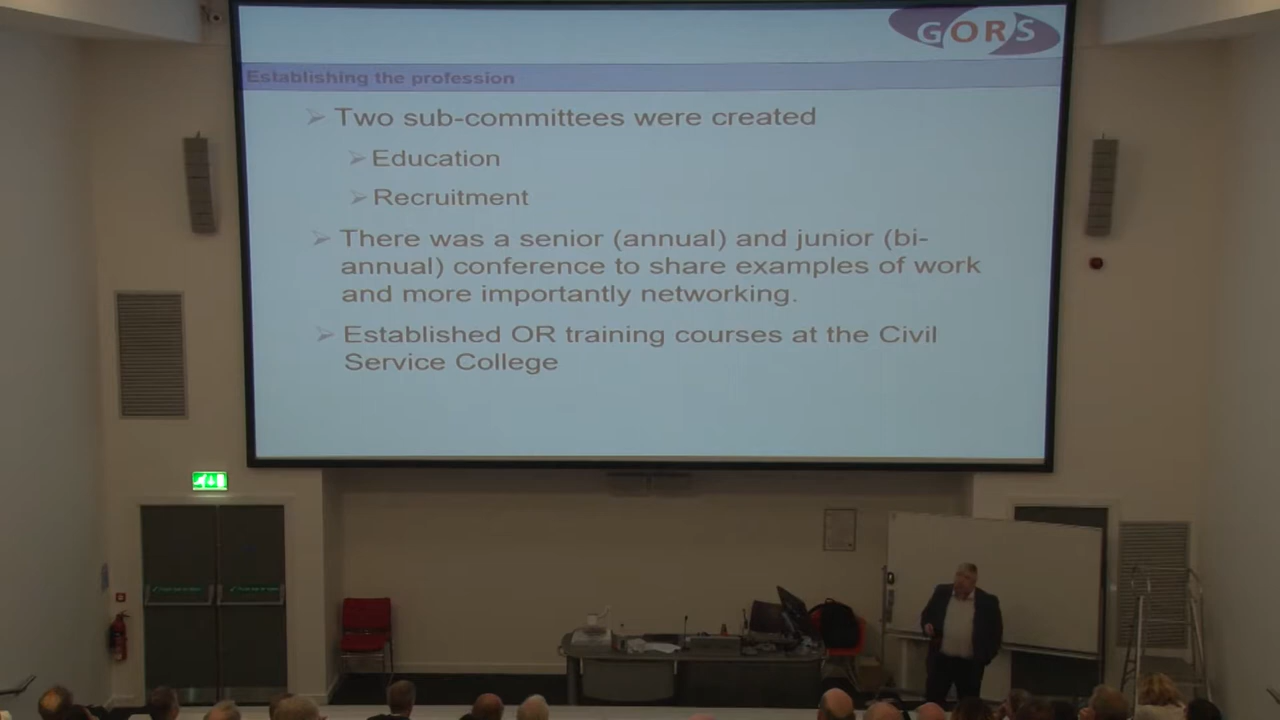 GORS
Establishing the profession
Two sub-committees were created
Education
Recruitment
There was a senior (annual) and junior (bi-
annual) conference to share examples of work
and more importantly networking.
Established OR training courses at the Civil
Service College